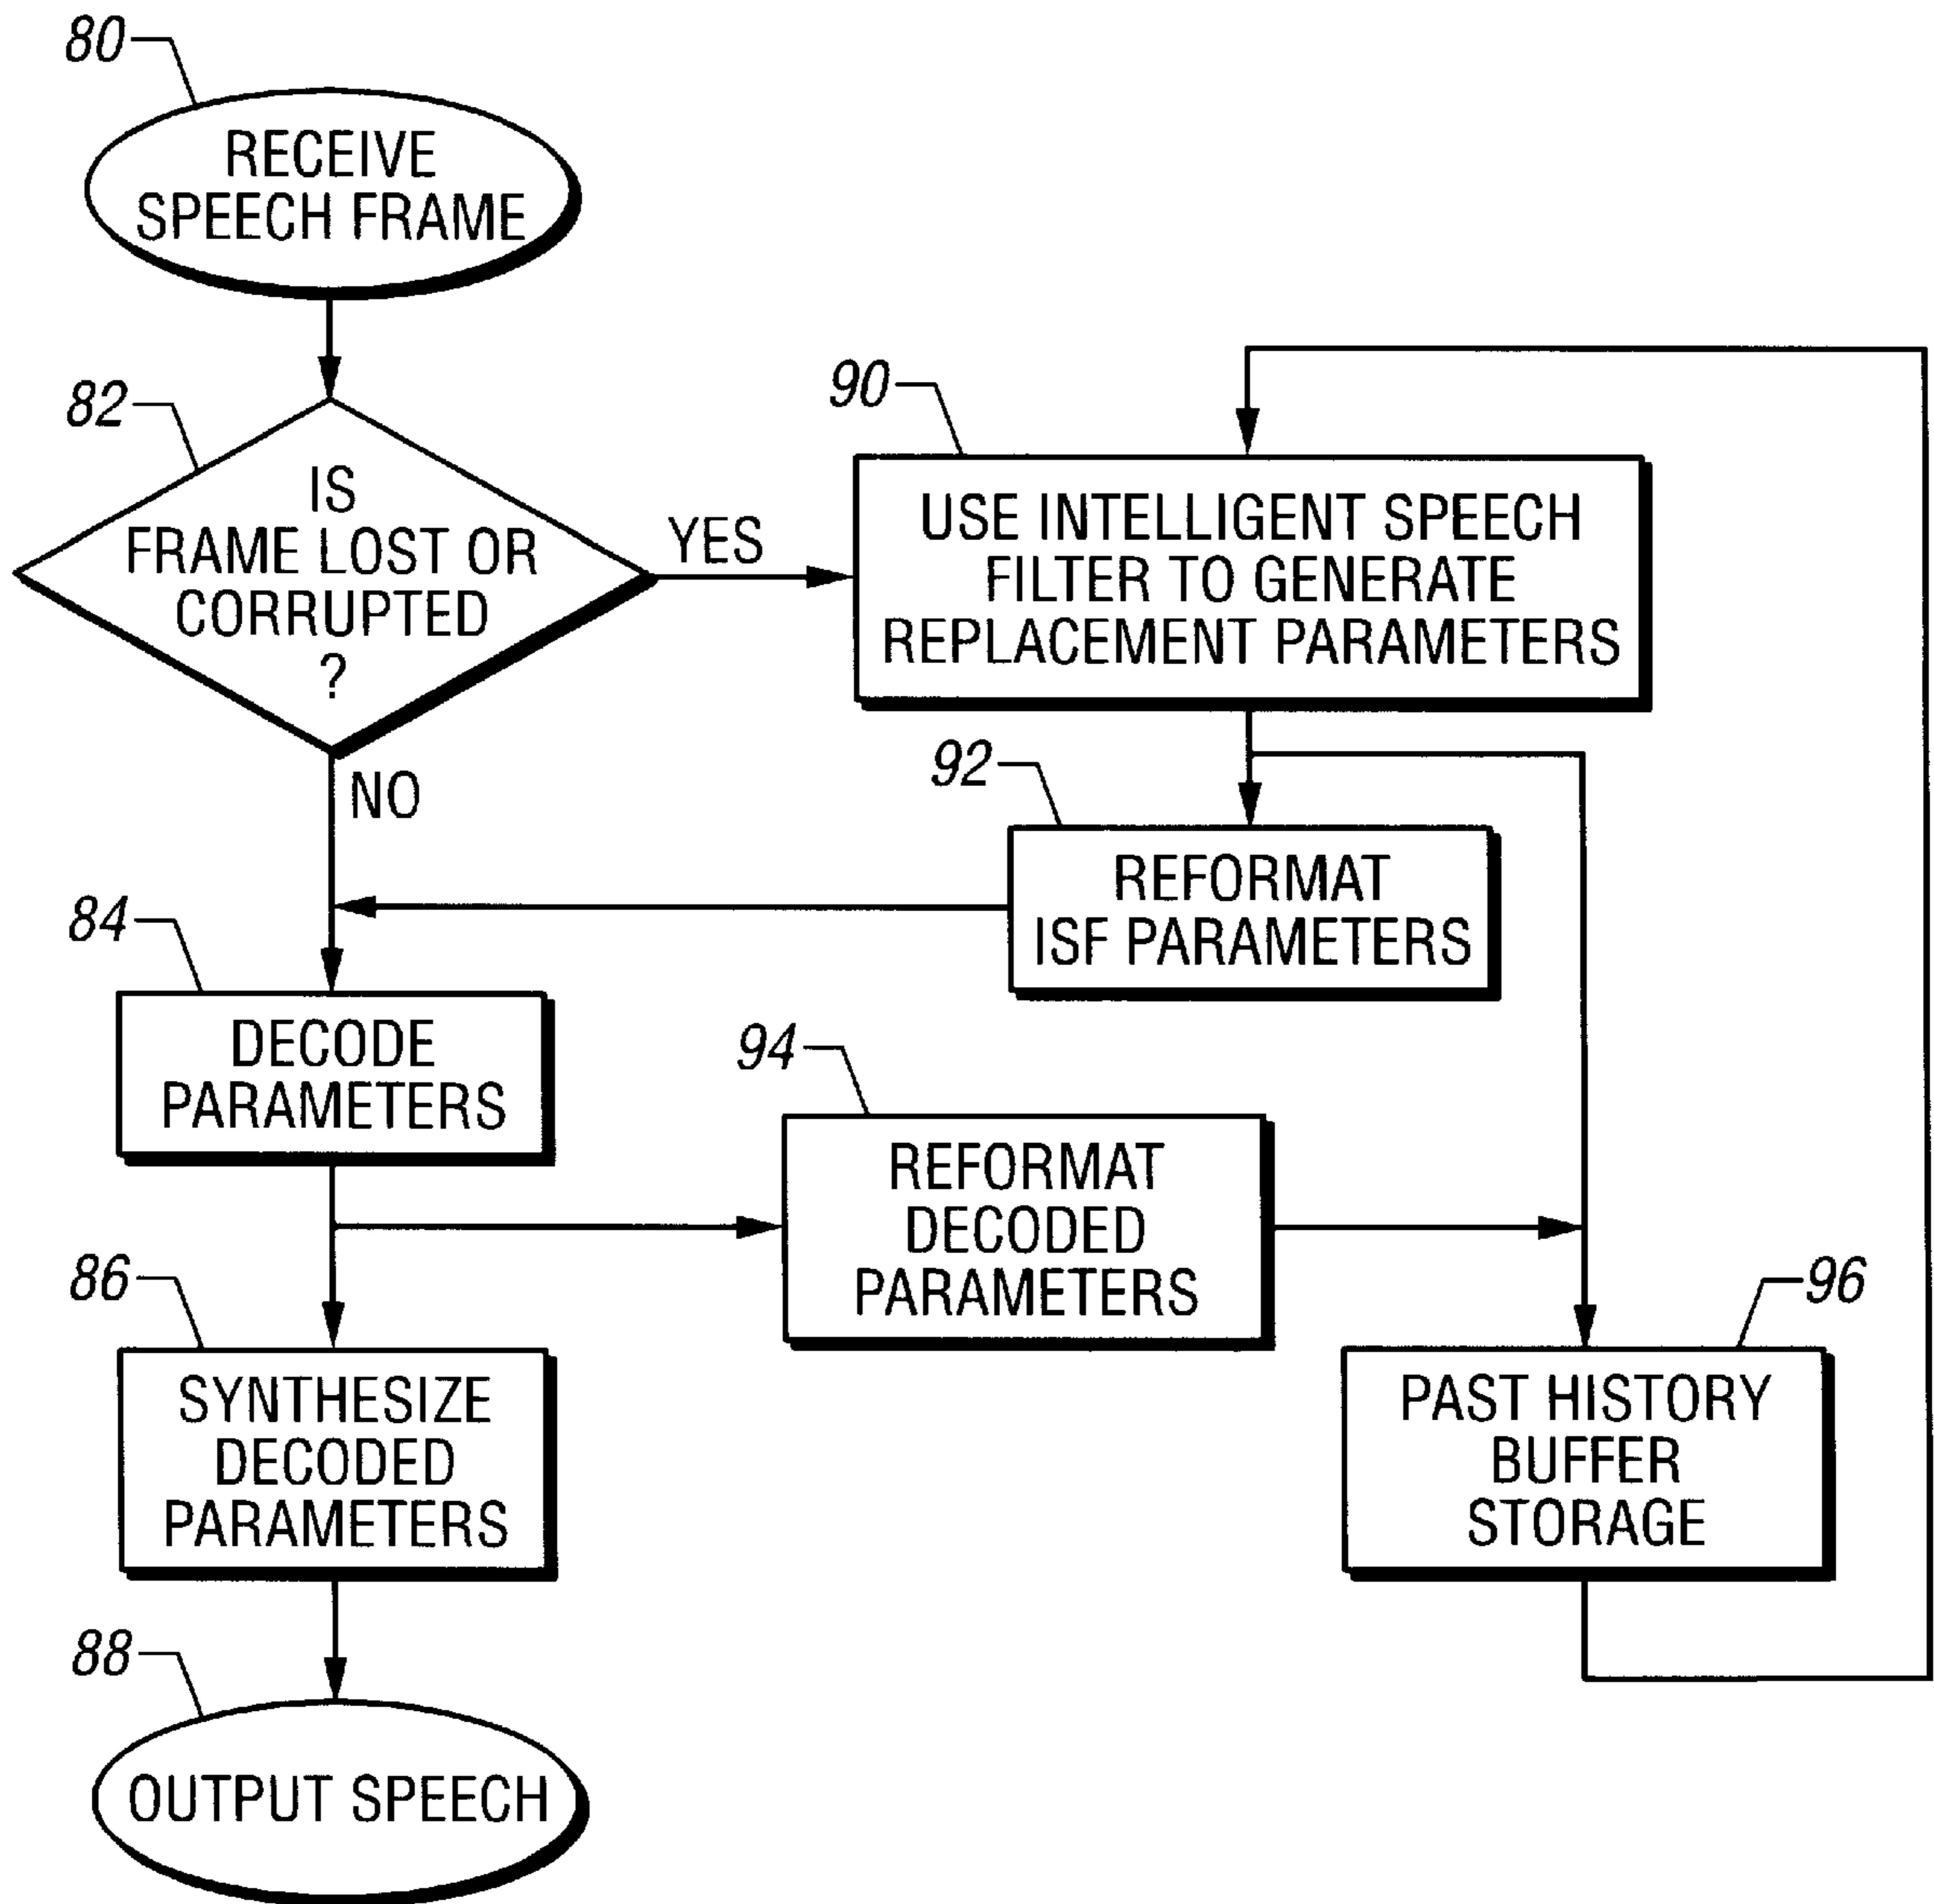 80
RECEIVE
SPEECH FRAME
82
IS
FRAME LOST OR
CORRUPTED
?
YES
NO
90
USE INTELLIGENT SPEECH
FILTER TO GENERATE
REPLACEMENT PARAMETERS
92
REFORMAT
ISF PARAMETERS
84
DECODE
PARAMETERS
94
REFORMAT
DECODED
PARAMETERS
86
SYNTHESIZE
DECODED
PARAMETERS
96
PAST HISTORY
BUFFER
STORAGE
88
OUTPUT SPEECH